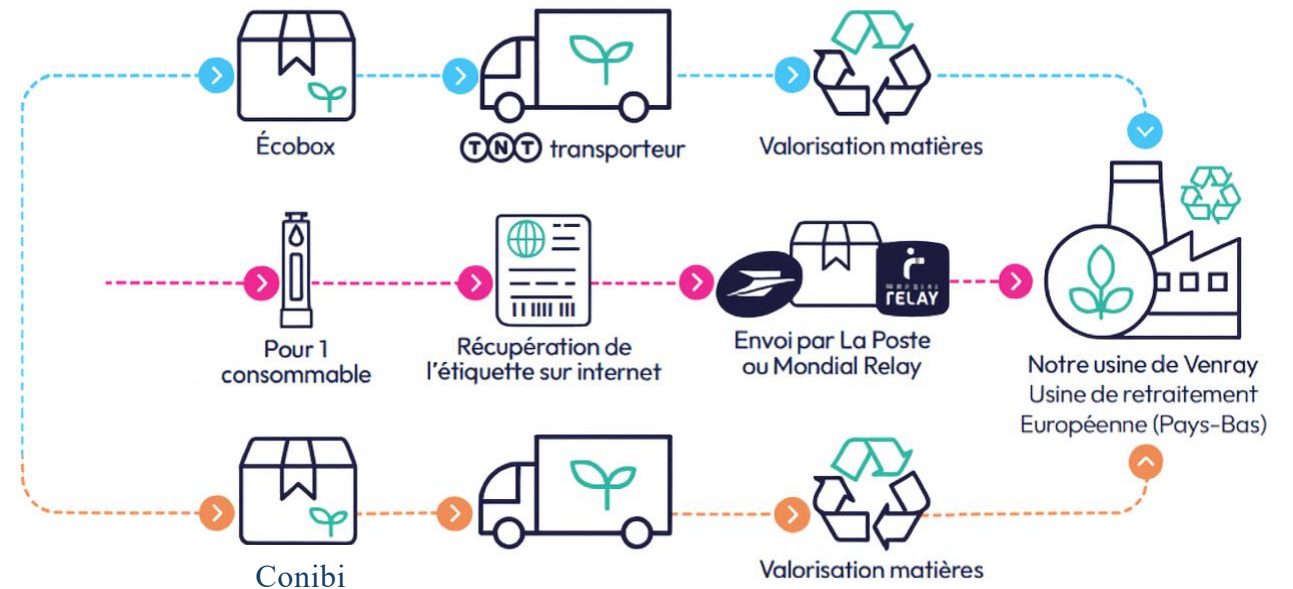 Écobox
TNT transporteur
Valorisation matières
Pour 1
consommable
Récupération de
l'étiquette sur internet
MONDIAL
RELAY
Envoi par La Poste
ou Mondial Relay
Notre usine de Venray
Usine de retraitement
Européenne (Pays-Bas)
Conibi
Valorisation matières